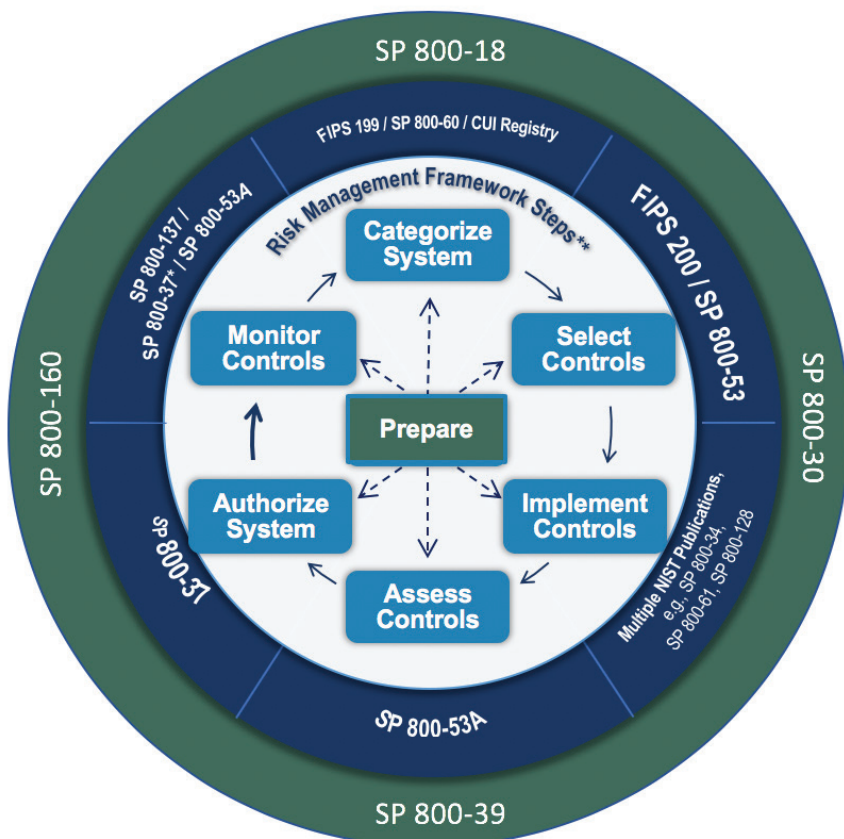 SP 800-18
FIPS 199 / SP 800-60 / CUI Registry
SP 800-137 /
SP 800-37* / SP 800-53A
FIPS 200 / SP 800-53
Risk Management Framework Steps**
Categorize
System
Monitor
Controls
Select
Controls
SP 800-160
SP 800-30
Prepare
Authorize
System
Implement
Controls
SP 800-37
Multiple NIST Publications,
e.g., SP 800-34,
SP 800-61, SP 800-128
Assess
Controls
SP 800-53A
SP 800-39